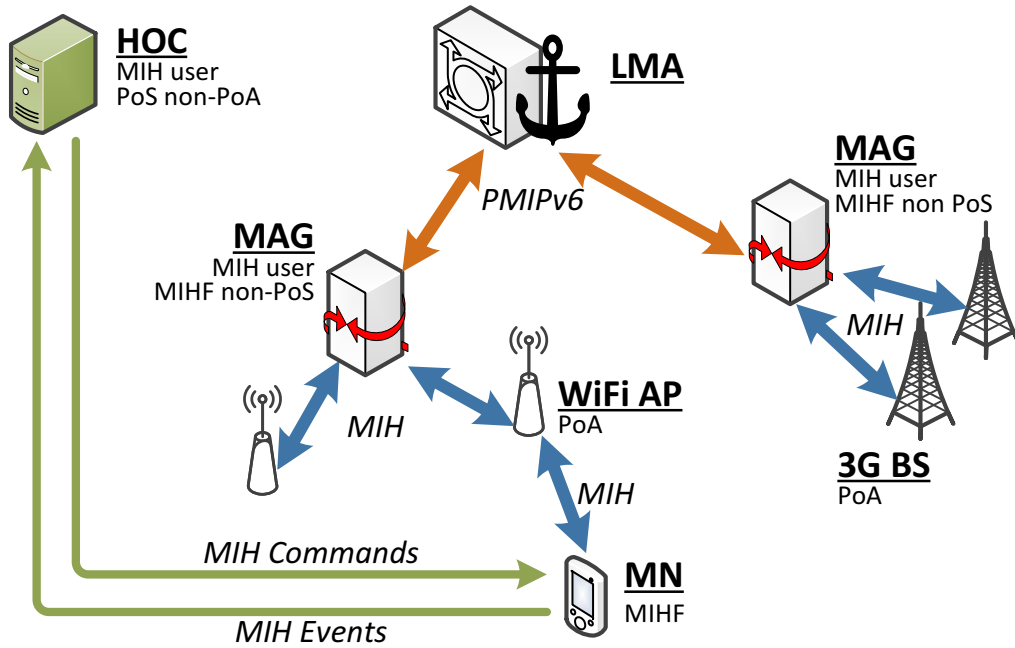 HOC
MIH user
PoS non-PoA
LMA
MAG
MIH user
MIHF non PoS
PMIPv6
MAG
MIH user
MIHF non-PoS
MIH
WiFi AP
PoA
MIH
3G BS
PoA
MIH
MIH Commands
MN
MIHF
MIH Events